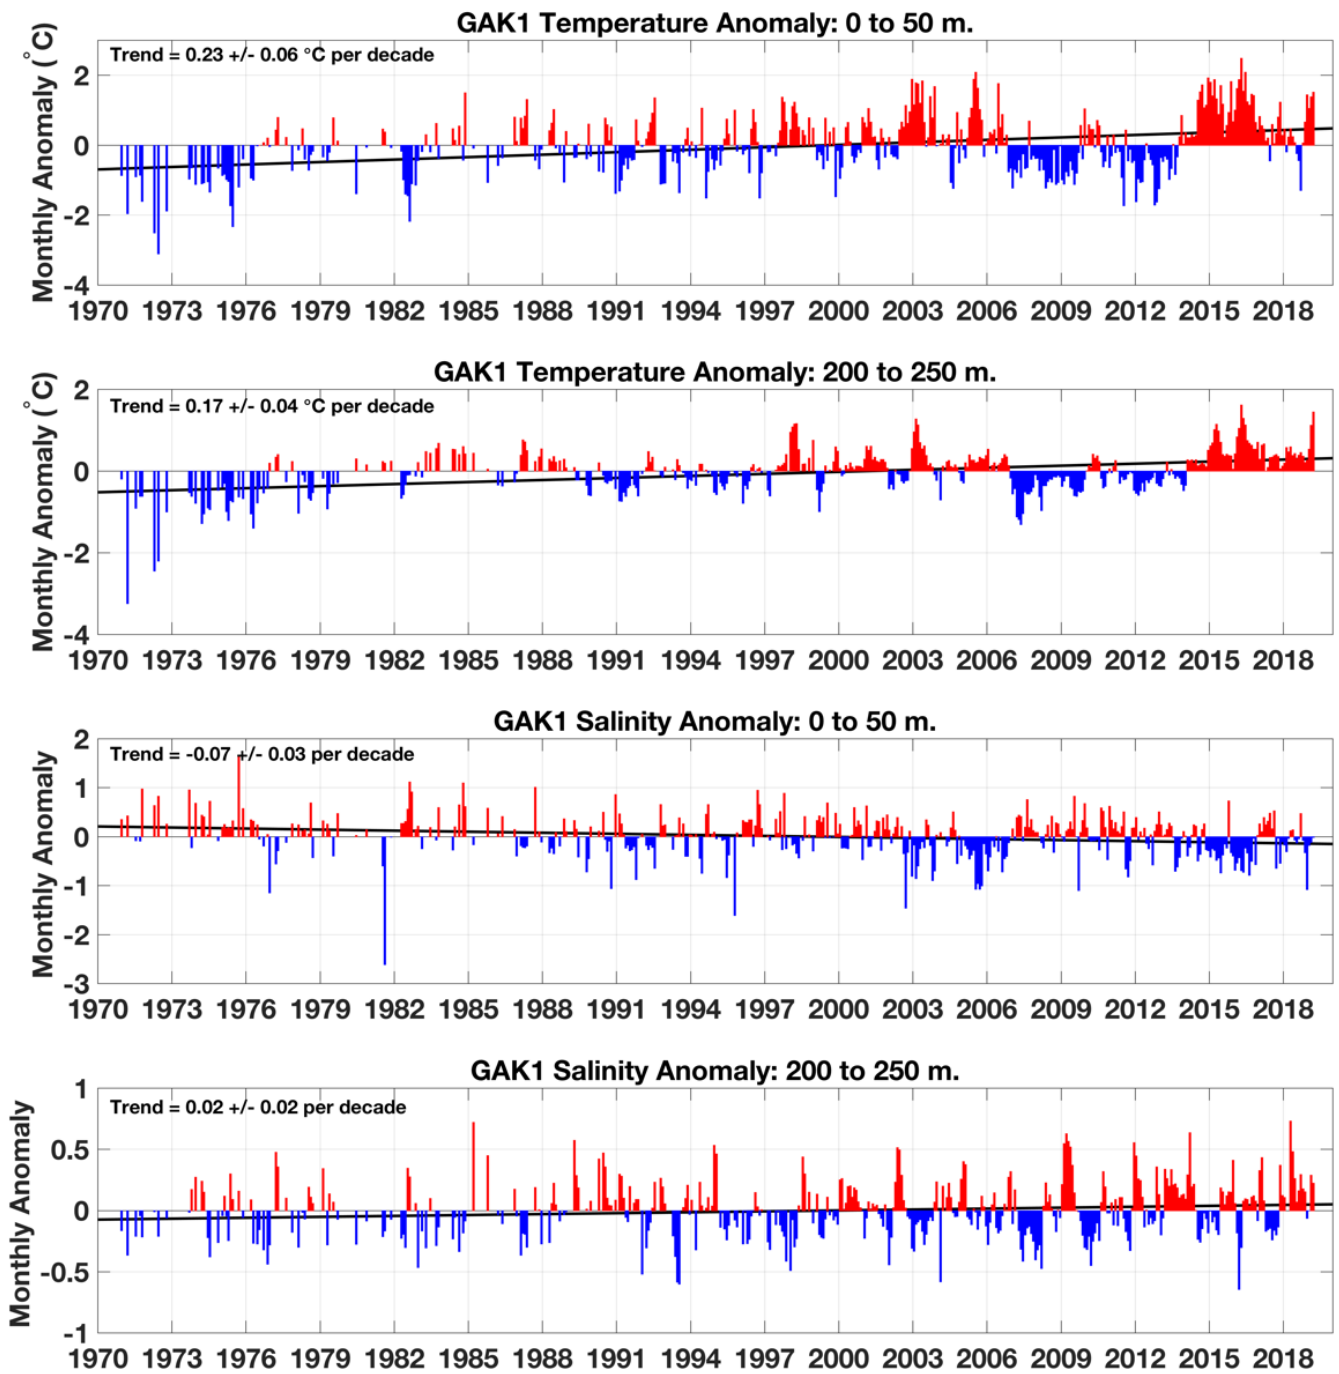 GAK1 Temperature Anomaly: 0 to 50 m.
Monthly Anomaly (°C)
Trend = 0.23 +/- 0.06 °C per decade
2
0
-2
-4
1970 1973 1976 1979 1982 1985 1988 1991 1994 1997 2000 2003 2006 2009 2012 2015 2018
GAK1 Temperature Anomaly: 200 to 250 m.
Monthly Anomaly (°C)
Trend = 0.17 +/- 0.04 °C per decade
2
0
-2
-4
1970 1973 1976 1979 1982 1985 1988 1991 1994 1997 2000 2003 2006 2009 2012 2015 2018
GAK1 Salinity Anomaly: 0 to 50 m.
Monthly Anomaly
Trend = -0.07 +/- 0.03 per decade
2
1
0
-1
-2
-3
1970 1973 1976 1979 1982 1985 1988 1991 1994 1997 2000 2003 2006 2009 2012 2015 2018
GAK1 Salinity Anomaly: 200 to 250 m.
Monthly Anomaly
Trend = 0.02 +/- 0.02 per decade
1
0.5
0
-0.5
-1
1970 1973 1976 1979 1982 1985 1988 1991 1994 1997 2000 2003 2006 2009 2012 2015 2018